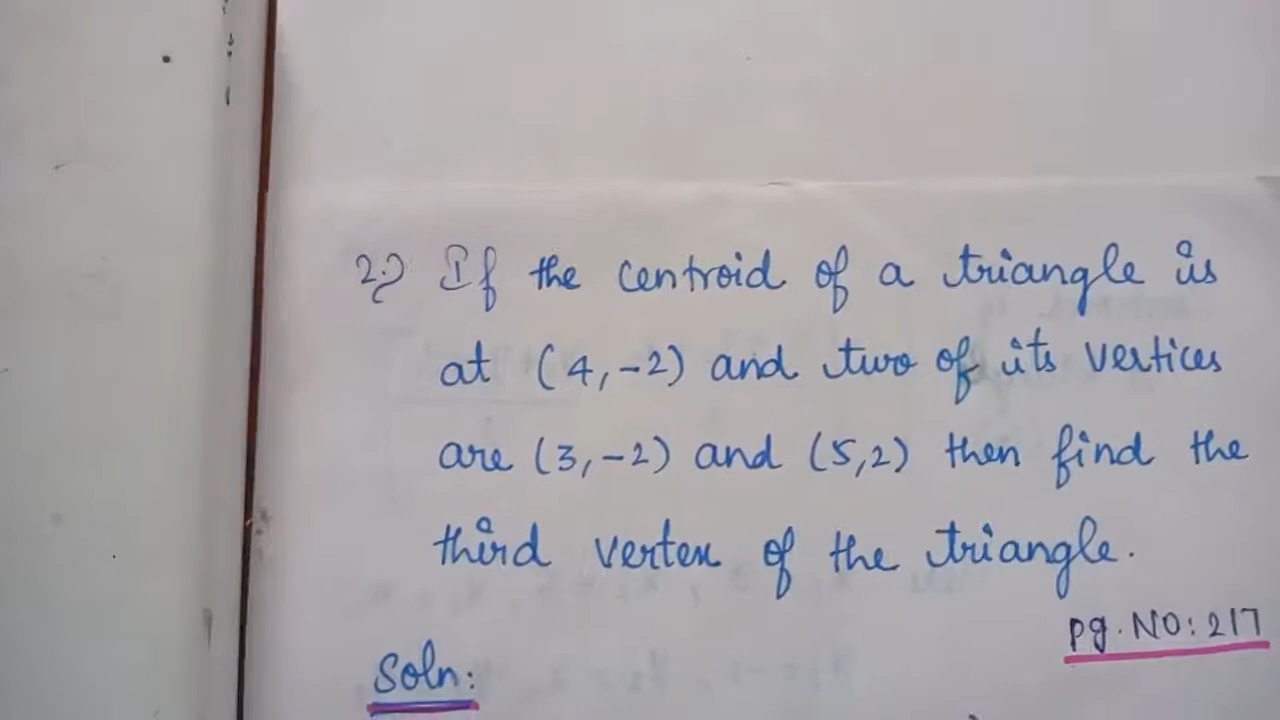 2.) If the centroid of a triangle is
at (4,-2) and two of its vertices
are (3,-2) and (5,2) then find the
third vertex of the triangle.
pg. NO: 217
Soln: